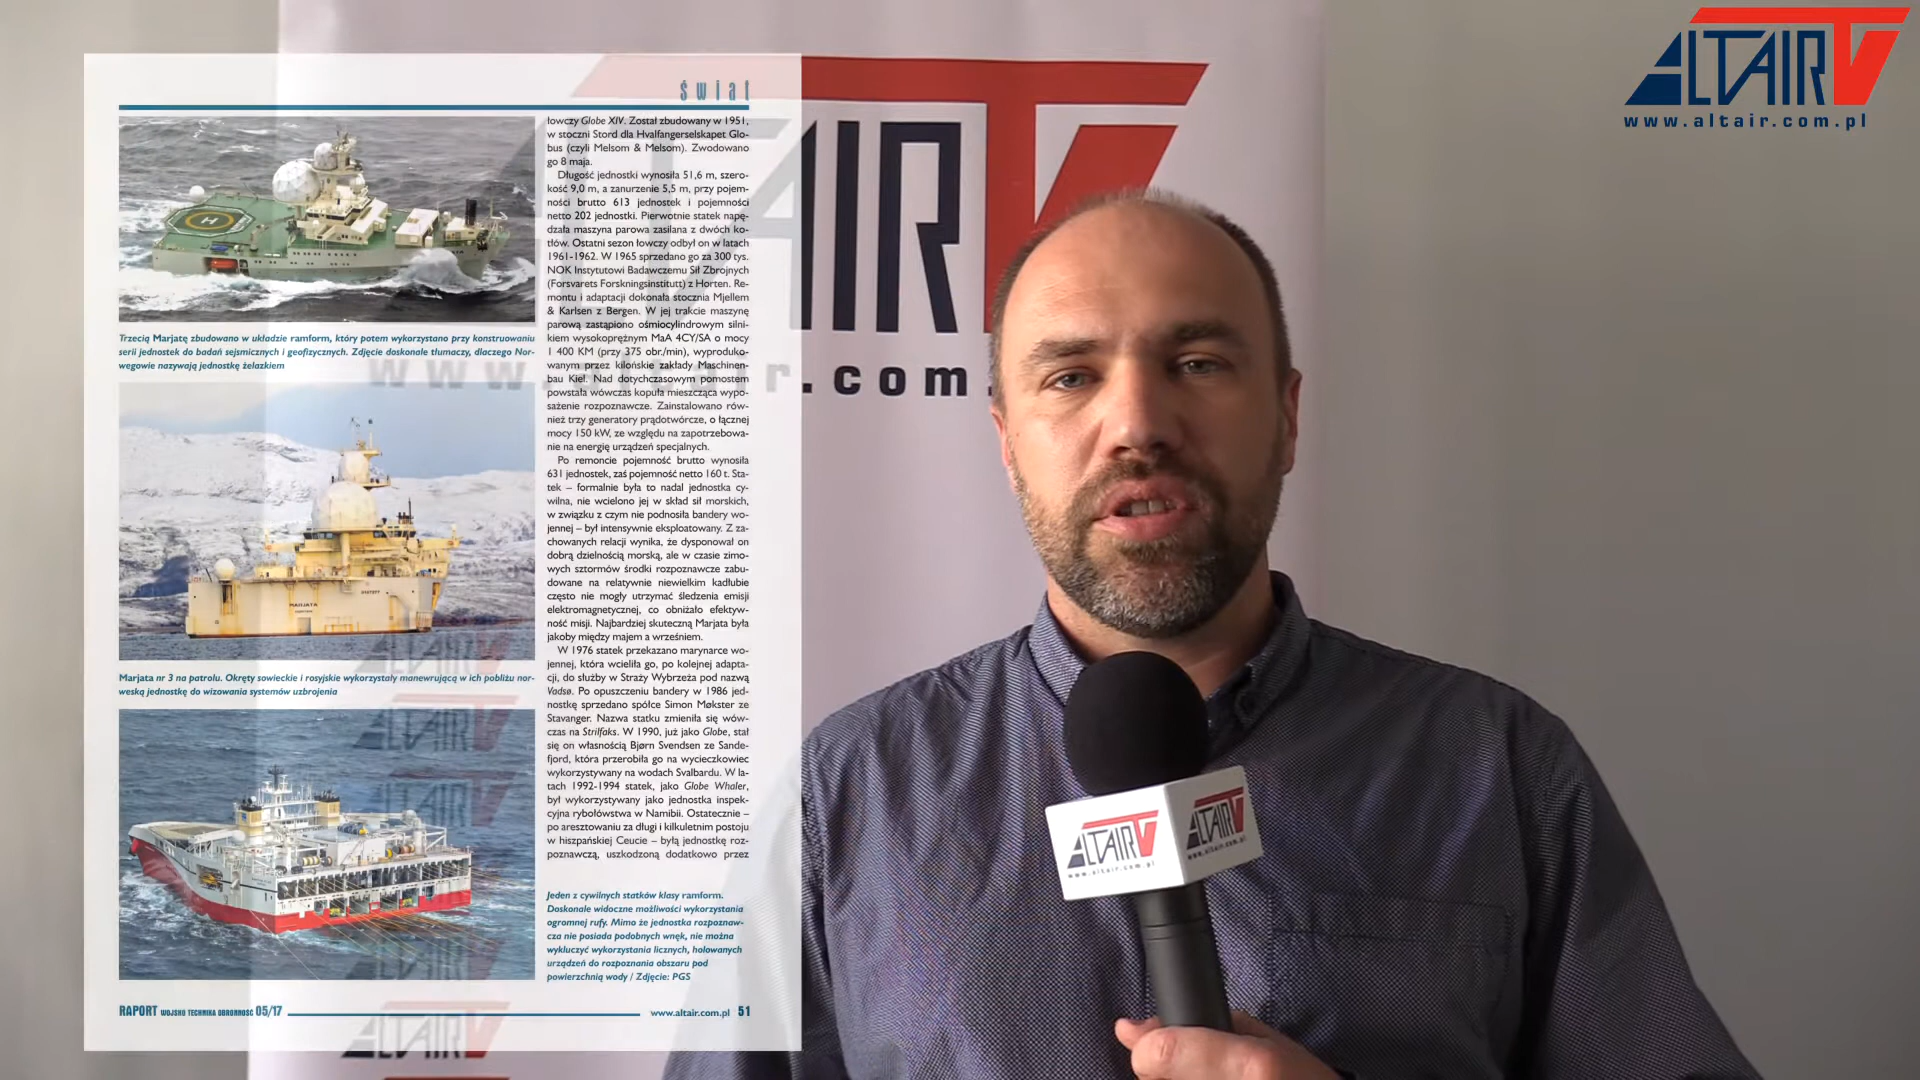 świat
Trzecią Marjatę zbudowano w układzie ramform, który potem wykorzystano przy konstruowaniu
serii jednostek do badań sejsmicznych i geofizycznych. Zdjęcie doskonale tłumaczy, dlaczego Nor-
wegowie nazywają jednostkę żelazkiem
MARJATA
Marjata nr 3 na patrolu. Okręty sowieckie i rosyjskie wykorzystały manewrującą w ich pobliżu nor-
weską jednostkę do wizowania systemów uzbrojenia
łowczy Globe XIV. Został zbudowany w 1951,
w stoczni Stord dla Hvalfangerselskapet Glo-
bus (czyli Melsom & Melsom). Zwodowano
go 8 maja.
Długość jednostki wynosiła 51,6 m, szero-
kość 9,0 m, a zanurzenie 5,5 m, przy pojem-
ności brutto 613 jednostek i pojemności
netto 202 jednostki. Pierwotnie statek napę-
dzała maszyna parowa zasilana z dwóch ko-
tłów. Ostatni sezon łowczy odbył on w latach
1961-1962. W 1965 sprzedano go za 300 tys.
NOK Instytutowi Badawczemu Sił Zbrojnych
(Forsvarets Forskningsinstitutt) z Horten. Re-
montu i adaptacji dokonała stocznia Mjellem
& Karlsen z Bergen. W jej trakcie maszynę
parową zastąpiono ośmiocylindrowym silni-
kiem wysokoprężnym MaA 4CY/SA o mocy
1 400 KM (przy 375 obr./min), wyproduko-
wanym przez kilońskie zakłady Maschinen-
bau Kiel. Nad dotychczasowym pomostem
powstała wówczas kopuła mieszcząca wypo-
sażenie rozpoznawcze. Zainstalowano rów-
nież trzy generatory prądotwórcze, o łącznej
mocy 150 kW, ze względu na zapotrzebowa-
nie na energię urządzeń specjalnych.
Po remoncie pojemność brutto wynosiła
631 jednostek, zaś pojemność netto 160 t. Sta-
tek – formalnie była to nadal jednostka cy-
wilna, nie wcielono jej w skład sił morskich,
w związku z czym nie podnosiła bandery wo-
jennej – był intensywnie eksploatowany. Z za-
chowanych relacji wynika, że dysponował on
dobrą dzielnością morską, ale w czasie zimo-
wych sztormów środki rozpoznawcze zabu-
dowane na relatywnie niewielkim kadłubie
często nie mogły utrzymać śledzenia emisji
elektromagnetycznej, co obniżało efektyw-
ność misji. Najbardziej skuteczną Marjata była
jakoby między majem a wrześniem.
W 1976 statek przekazano marynarce wo-
jennej, która wcieliła go, po kolejnej adapta-
cji, do służby w Straży Wybrzeża pod nazwą
Vadsø. Po opuszczeniu bandery w 1986 jed-
nostkę sprzedano spółce Simon Møkster ze
Stavanger. Nazwa statku zmieniła się wów-
czas na Strilfaks. W 1990, już jako Globe, stał
się on własnością Bjørn Svendsen ze Sande-
fjord, która przerobiła go na wycieczkowiec
wykorzystywany na wodach Svalbardu. W la-
tach 1992-1994 statek, jako Globe Whaler,
był wykorzystywany jako jednostka inspek-
cyjna rybołówstwa w Namibii. Ostatecznie –
po aresztowaniu za długi i kilkuletnim postoju
w hiszpańskiej Ceucie – byłą jednostkę roz-
poznawczą, uszkodzoną dodatkowo przez
Jeden z cywilnych statków klasy ramform.
Doskonale widoczne możliwości wykorzystania
ogromnej rufy. Mimo że jednostka rozpoznaw-
cza nie posiada podobnych wnęk, nie można
wykluczyć wykorzystania licznych, holowanych
urządzeń do rozpoznania obszaru pod
powierzchnią wody / Zdjęcie: PGS
RAPORT WOJSKO TECHNIKA OBRONNOŚĆ 05/17
www.altair.com.pl 51
ALTAIR TV
www.altair.com.pl
ALTAIR
www.altair.com.
ALTAIR TV
www.altair.com.pl
ALTAIR TV
www.altair.com.pl